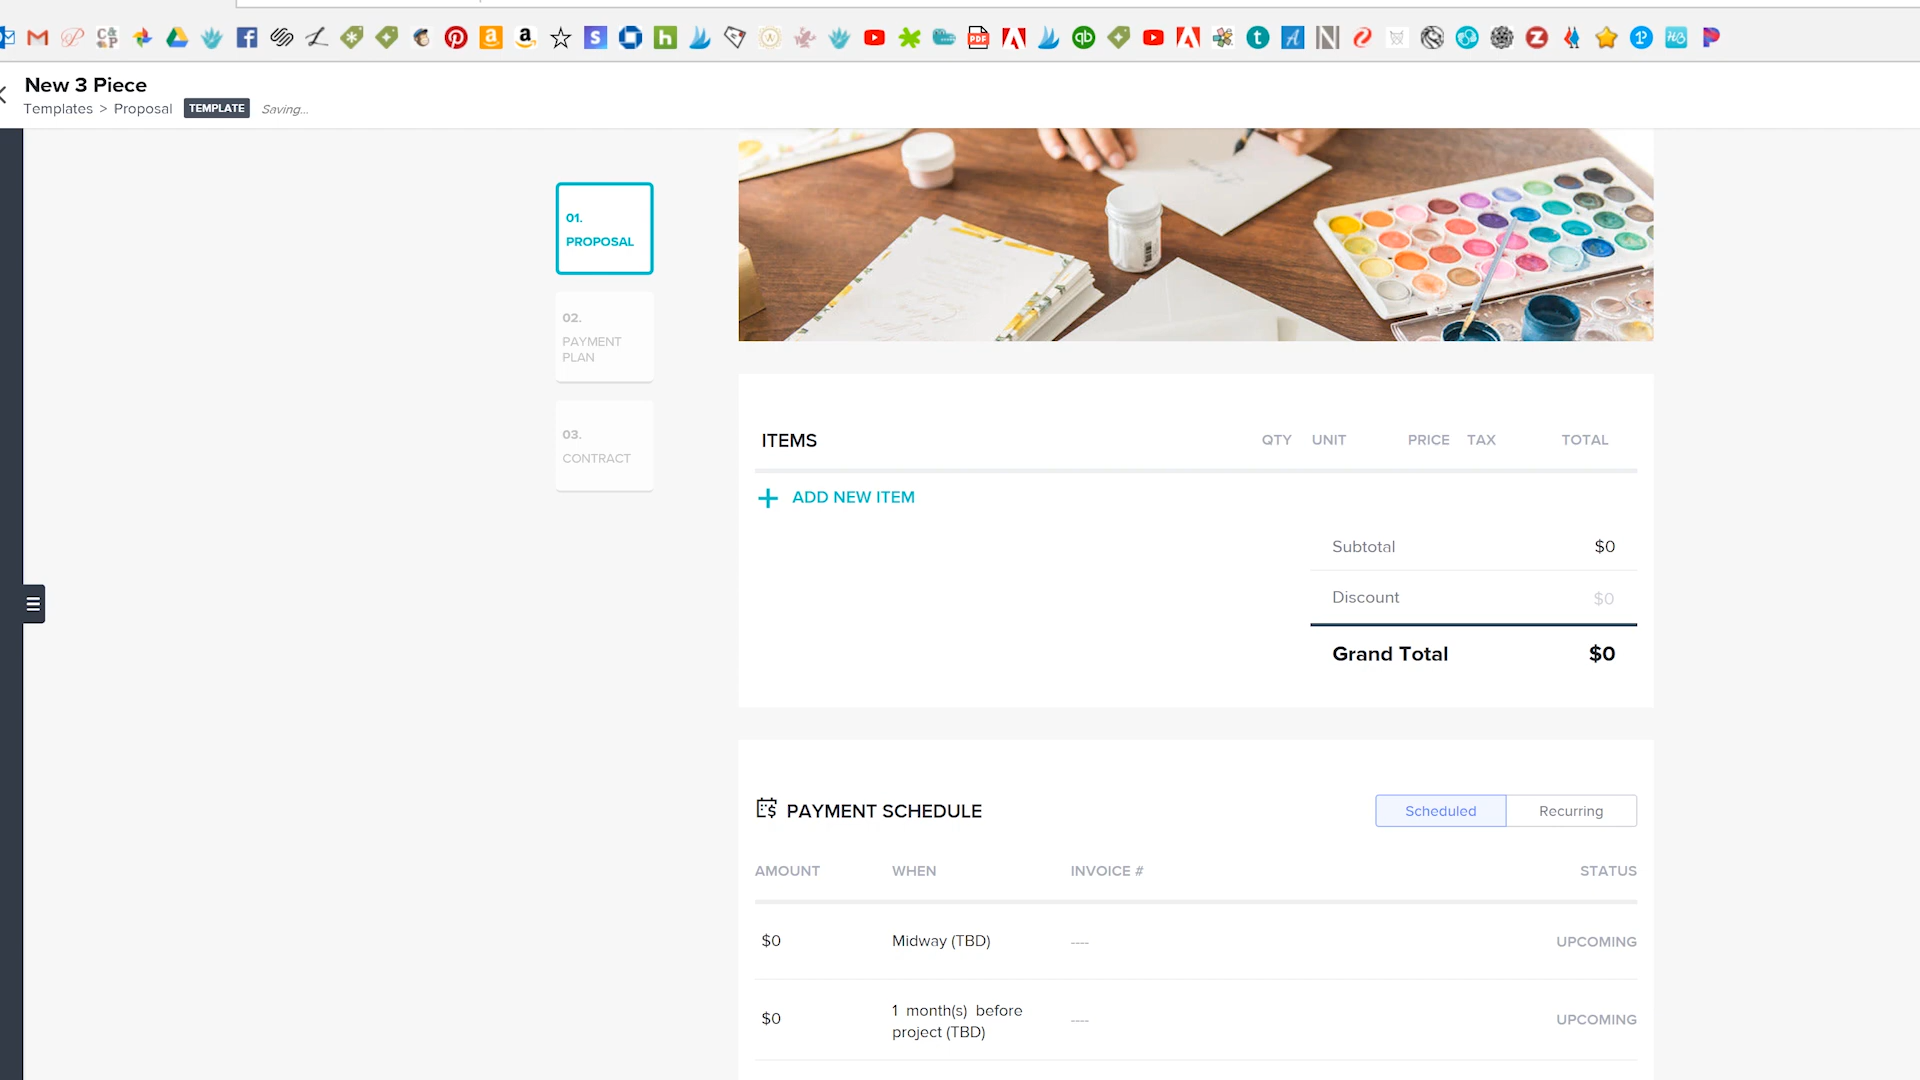 New 3 Piece
Templates > Proposal TEMPLATE Saving...
01.
PROPOSAL
02.
PAYMENT
PLAN
03.
CONTRACT
ITEMS QTY UNIT PRICE TAX TOTAL
+ ADD NEW ITEM
Subtotal $0
Discount $0
Grand Total $0
PAYMENT SCHEDULE Scheduled Recurring
AMOUNT WHEN INVOICE # STATUS
$0 Midway (TBD) ---- UPCOMING
$0 1 month(s) before project (TBD) ---- UPCOMING